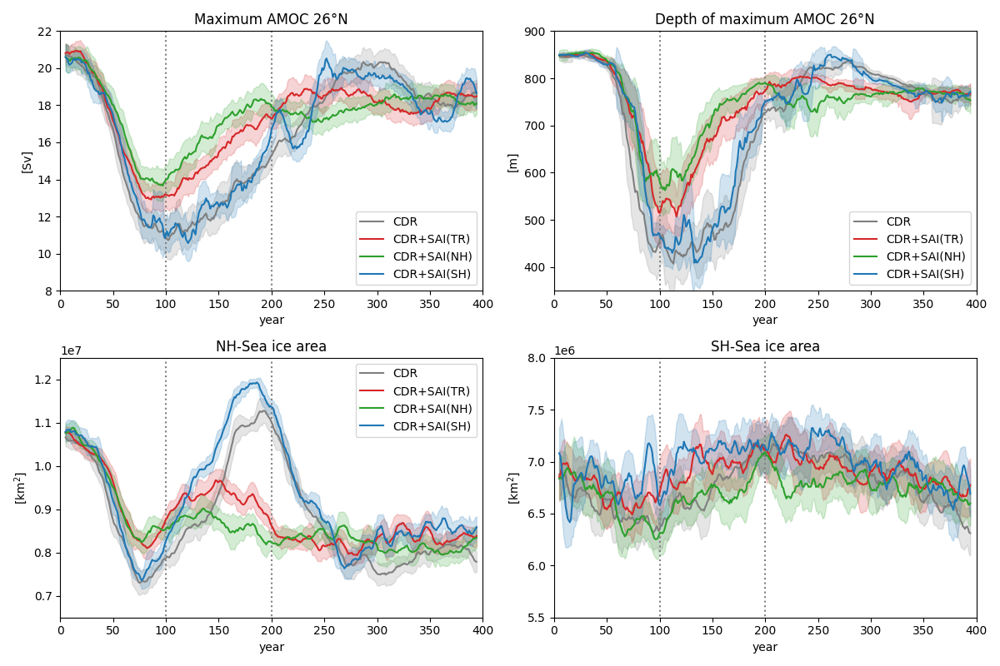 Maximum AMOC 26°N
22
20
18
16
14
12
10
8
[Sv]
0 50 100 150 200 250 300 350 400
year
CDR
CDR+SAI(TR)
CDR+SAI(NH)
CDR+SAI(SH)
Depth of maximum AMOC 26°N
900
800
700
600
500
400
[m]
0 50 100 150 200 250 300 350 400
year
CDR
CDR+SAI(TR)
CDR+SAI(NH)
CDR+SAI(SH)
NH-Sea ice area
1e7
1.2
1.1
1.0
0.9
0.8
0.7
[km²]
0 50 100 150 200 250 300 350 400
year
CDR
CDR+SAI(TR)
CDR+SAI(NH)
CDR+SAI(SH)
SH-Sea ice area
1e6
8.0
7.5
7.0
6.5
6.0
5.5
[km²]
0 50 100 150 200 250 300 350 400
year